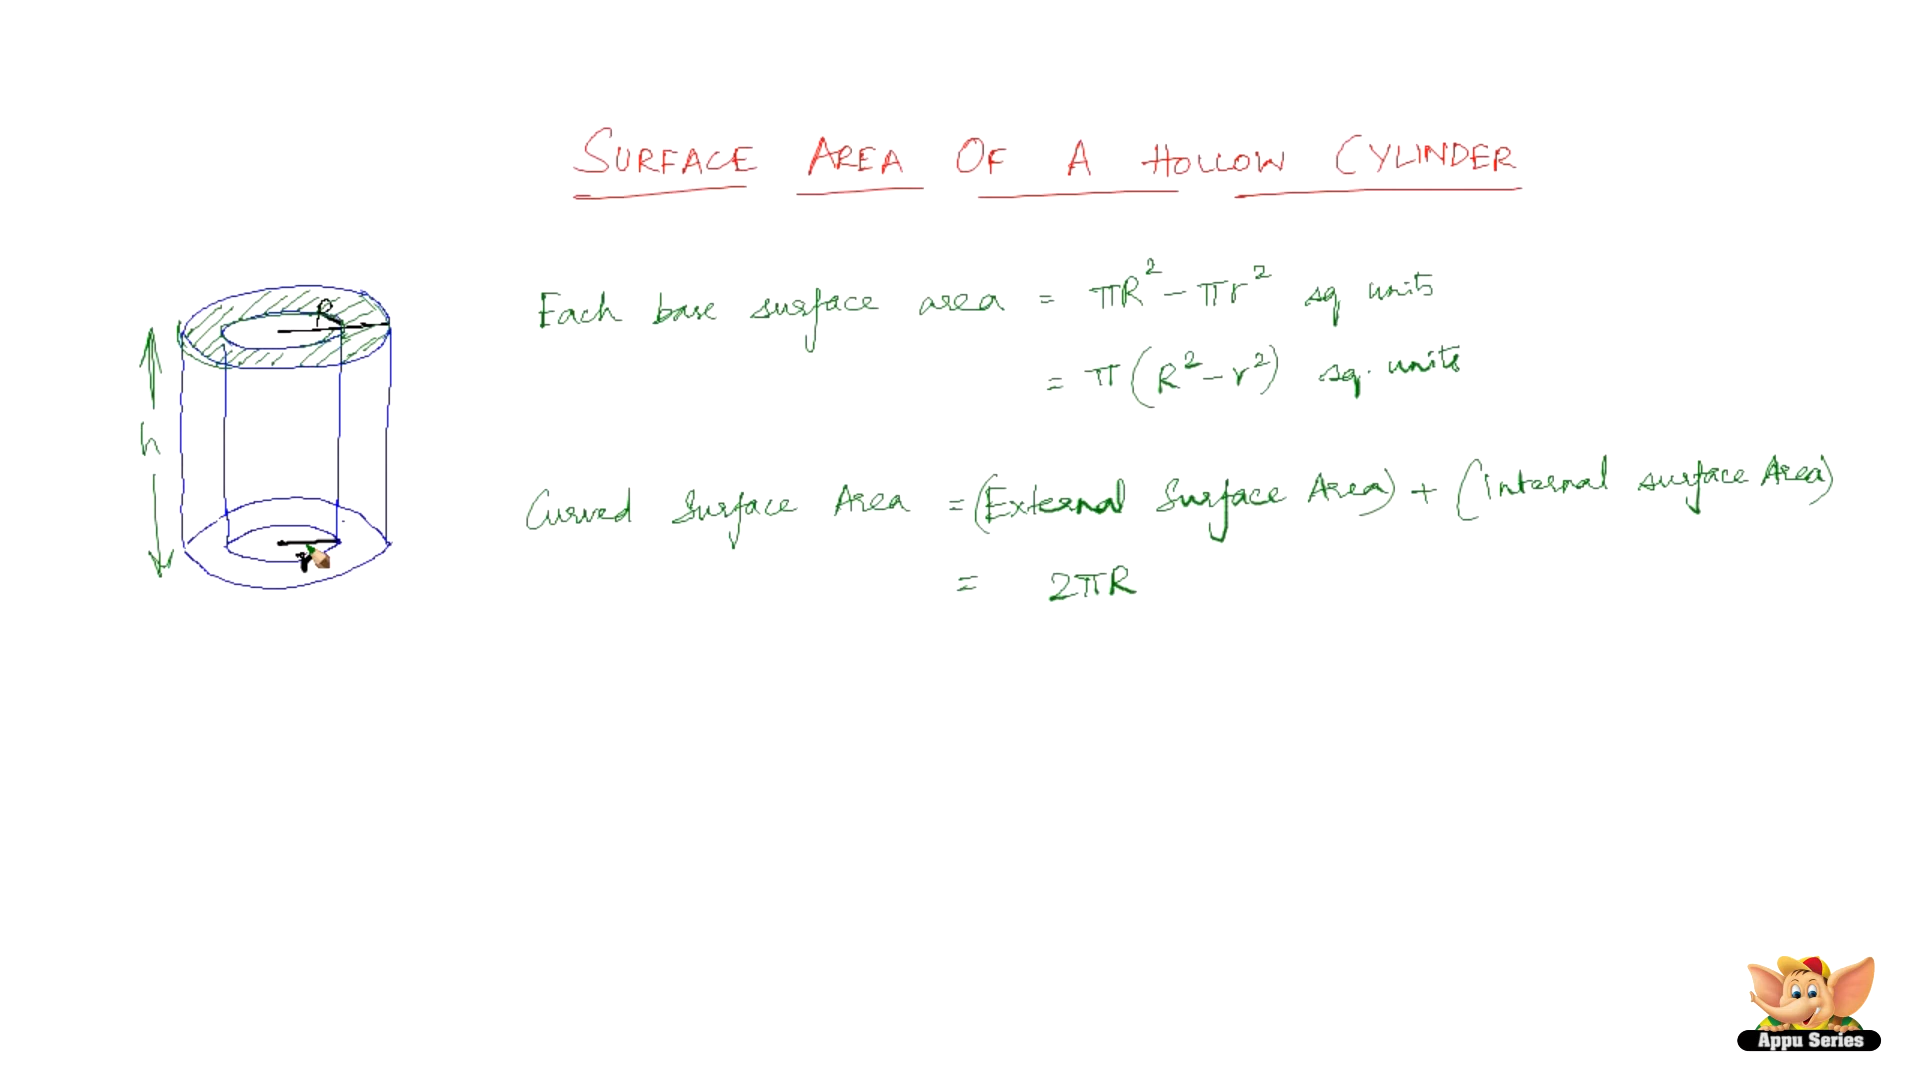 SURFACE AREA OF A HOLLOW CYLINDER
Each base surface area = πR² - πr² sq units
= π(R² - r²) sq. units
R
h
r
Curved Surface Area = (External Surface Area) + (internal surface Area)
= 2πR
Appu Series